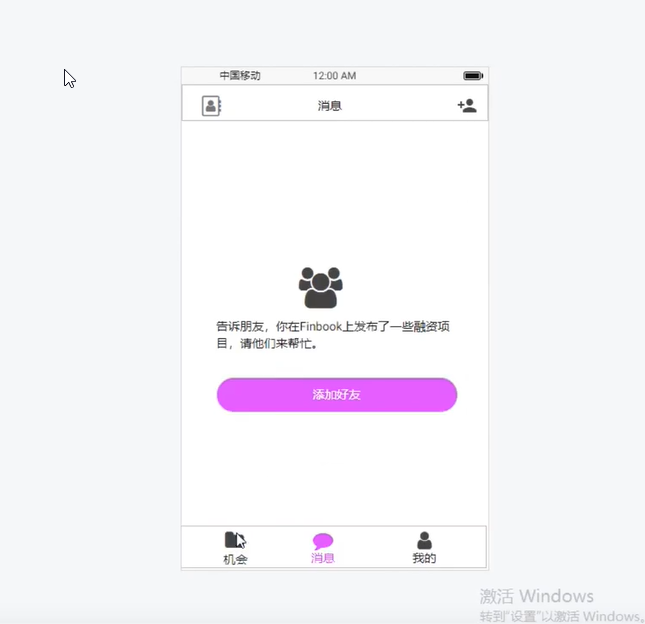 中国移动 12:00 AM
消息
告诉朋友，你在Finbook上发布了一些融资项
目，请他们来帮忙。
添加好友
机会 消息 我的
激活 Windows
转到"设置"以激活 Windows。